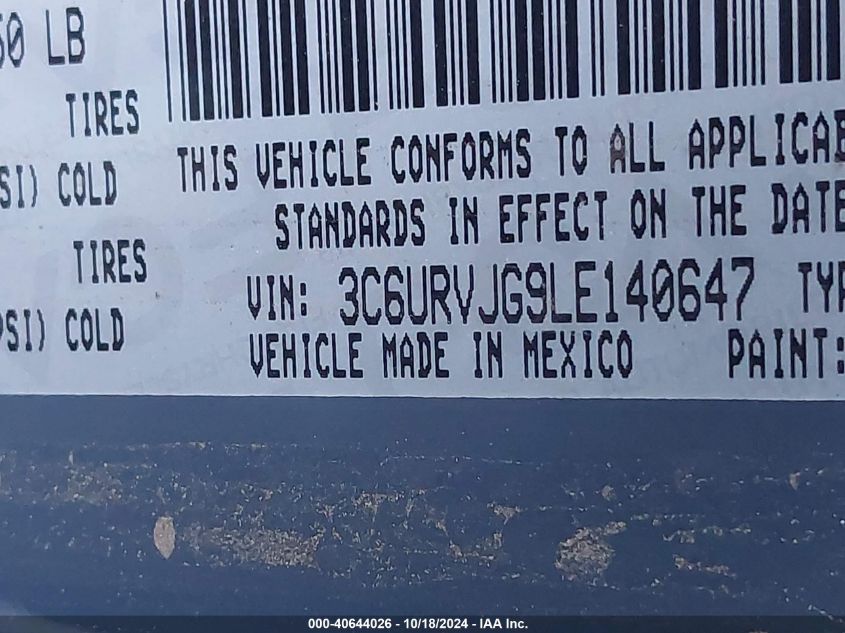 50 LB
TIRES
SI) COLD
TIRES
PSI) COLD
THIS VEHICLE CONFORMS TO ALL APPLICAB
STANDARDS IN EFFECT ON THE DATE
VIN: 3C6URVJG9LE140647 TYP
VEHICLE MADE IN MEXICO PAINT:
000-40644026 - 10/18/2024 - IAA Inc.